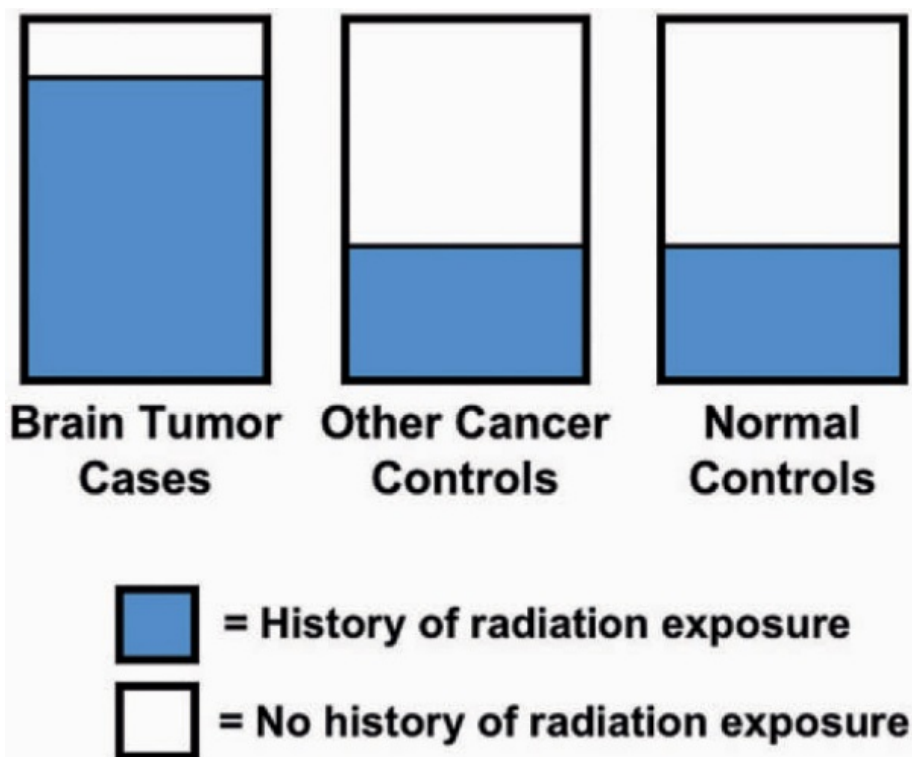 Brain Tumor Cases
Other Cancer Controls
Normal Controls
= History of radiation exposure
= No history of radiation exposure